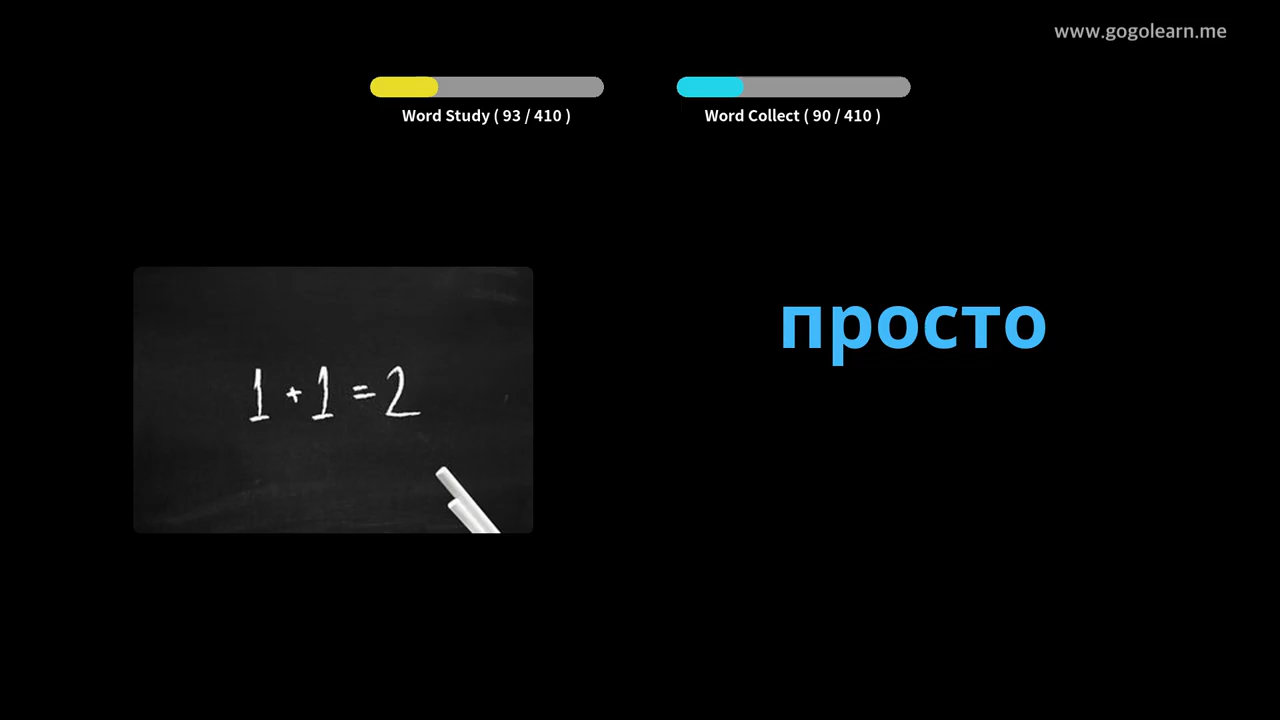 www.gogolearn.me
Word Study ( 93 / 410 )
Word Collect ( 90 / 410 )
просто
1 + 1 = 2